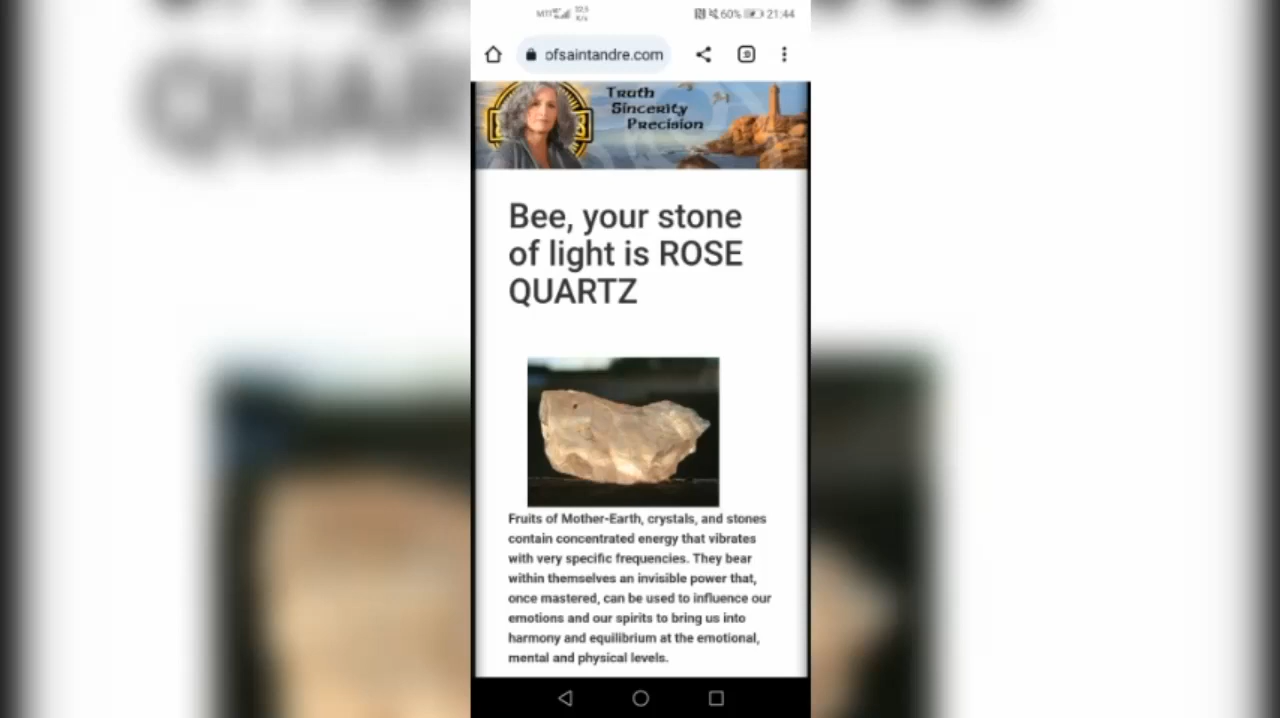 60% 21:44
ofsaintandre.com
Truth
Sincerity
Precision
Bee, your stone
of light is ROSE
QUARTZ
Fruits of Mother-Earth, crystals, and stones
contain concentrated energy that vibrates
with very specific frequencies. They bear
within themselves an invisible power that,
once mastered, can be used to influence our
emotions and our spirits to bring us into
harmony and equilibrium at the emotional,
mental and physical levels.